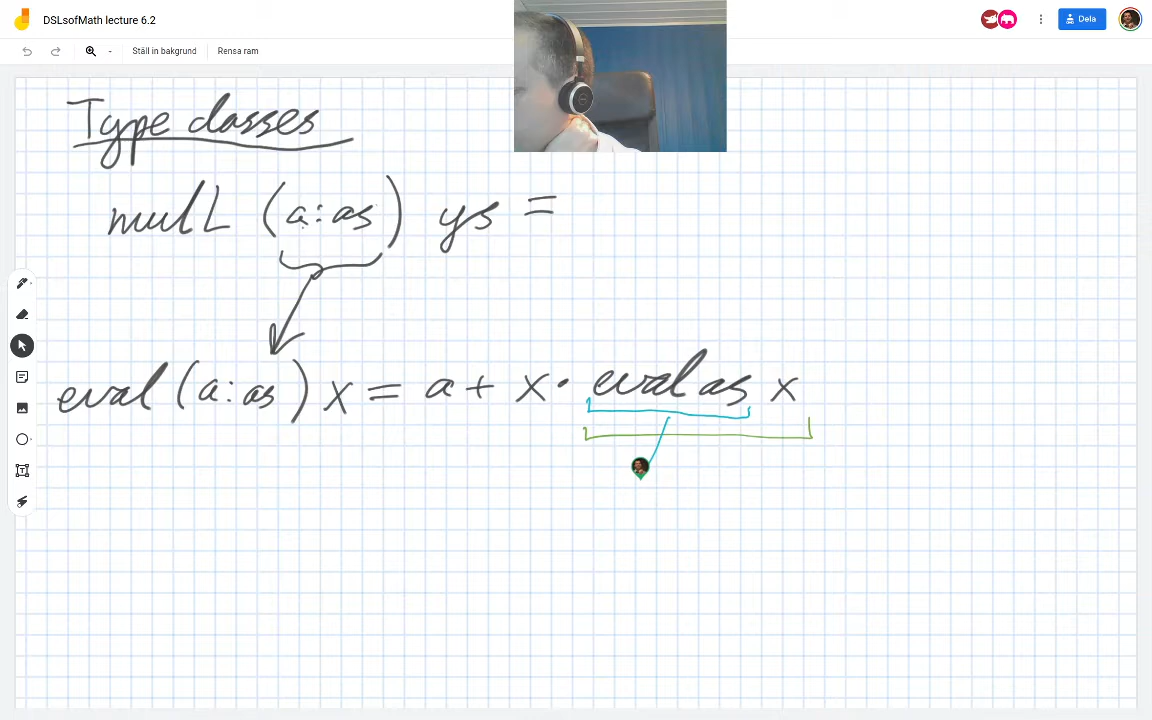 DSLsofMath lecture 6.2
Dela
Ställ in bakgrund
Rensa ram
Type classes
mulL (a:as) ys =
eval (a:as) x = a + x · eval as x